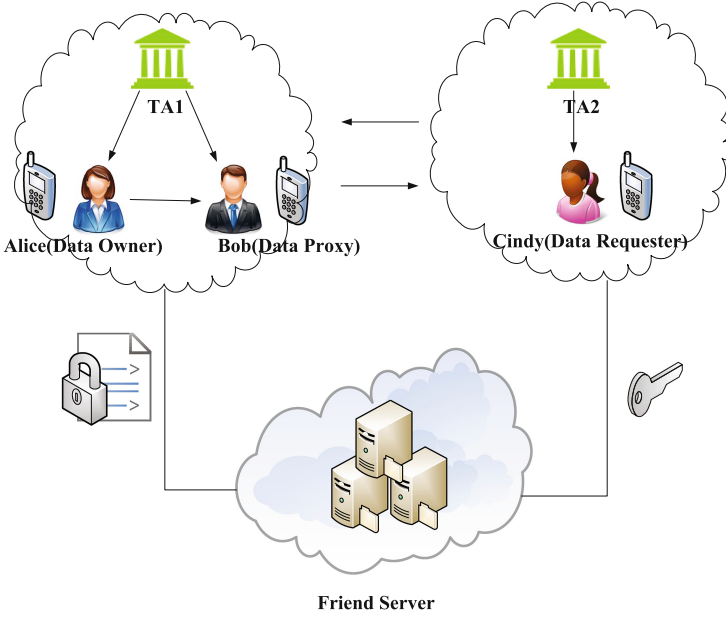 TA1
TA2
Alice(Data Owner)
Bob(Data Proxy)
Cindy(Data Requester)
Friend Server